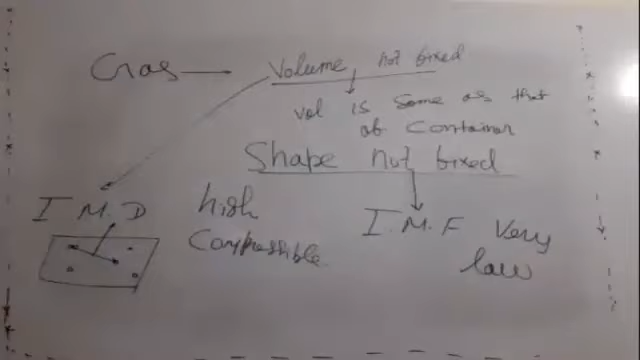 Gas → Volume not fixed
vol is same as that
of Container
Shape not fixed
I M.D high
Compressible
I.M.F Very
low